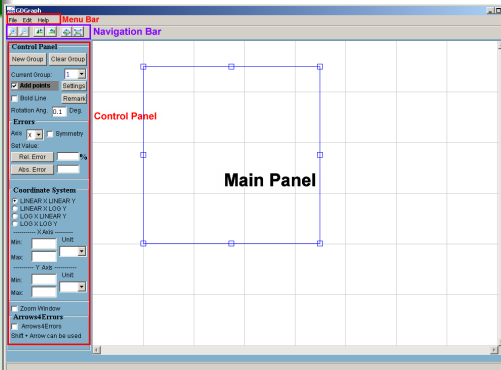 GDGraph
File Edit Help Menu Bar
Navigation Bar
Control Panel
New Group Clear Group
Current Group: 1
Add points Settings
Bold Line Remark
Rotation Ang. 0.1 Deg.
Control Panel
Errors
Axis X Symmetry
Set Value:
Rel. Error %
Abs. Error
Main Panel
Coordinate System
LINEAR X LINEAR Y
LINEAR X LOG Y
LOG X LINEAR Y
LOG X LOG Y
---------- X Axis ----------
Min: Unit:
Max:
---------- Y Axis ----------
Min: Unit:
Max:
Zoom Window
Arrows4Errors
Arrows4Errors
Shift + Arrow can be used